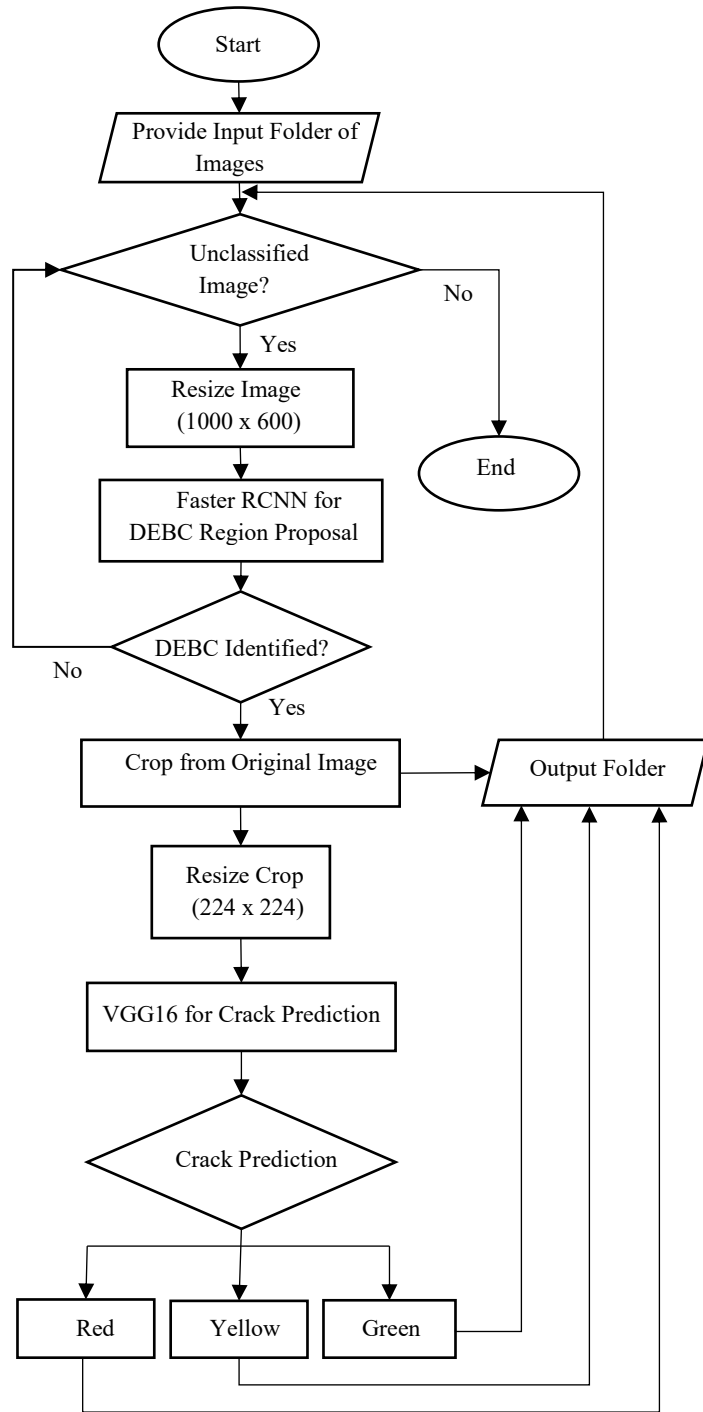 Start
Provide Input Folder of
Images
Unclassified
Image?
No
Yes
Resize Image
(1000 x 600)
End
Faster RCNN for
DEBC Region Proposal
DEBC Identified?
No
Yes
Crop from Original Image
Output Folder
Resize Crop
(224 x 224)
VGG16 for Crack Prediction
Crack Prediction
Red
Yellow
Green